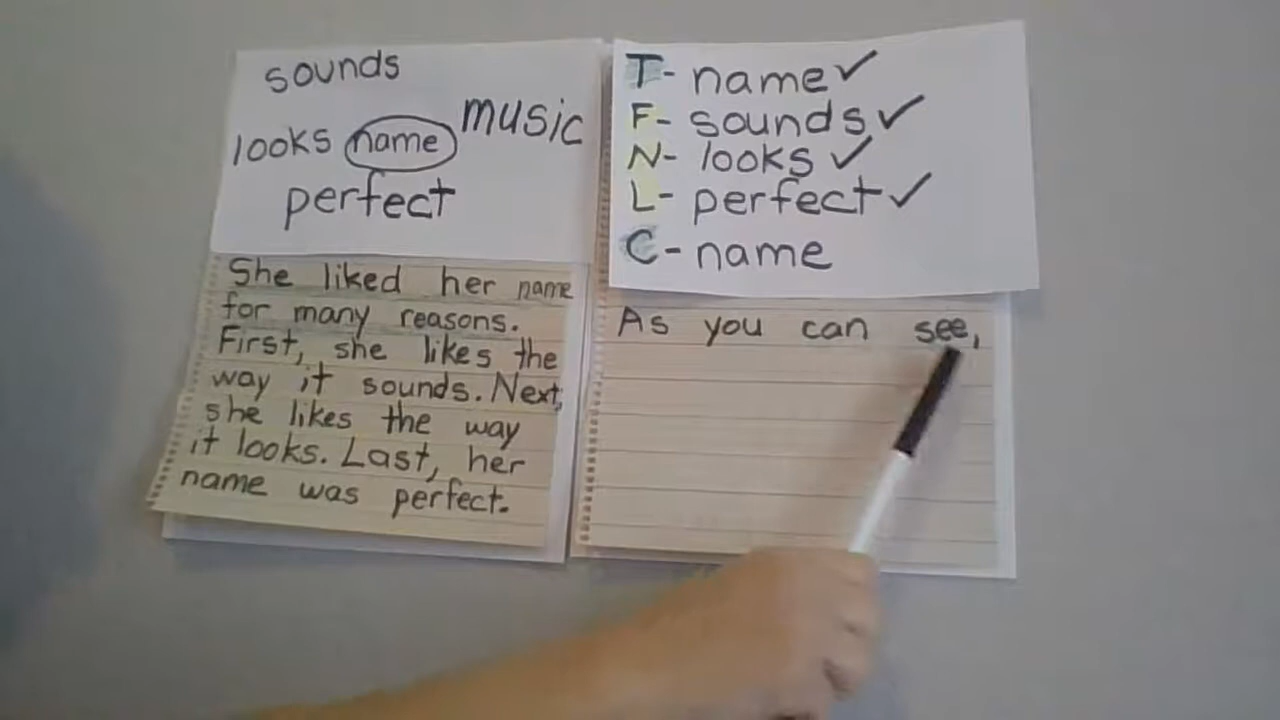 sounds
music
looks name
perfect
T- name✓
F- sounds✓
N- looks✓
L- perfect✓
C- name
She liked her name
for many reasons.
First, she likes the
way it sounds. Next,
she likes the way
it looks. Last, her
name was perfect.
As you can see,